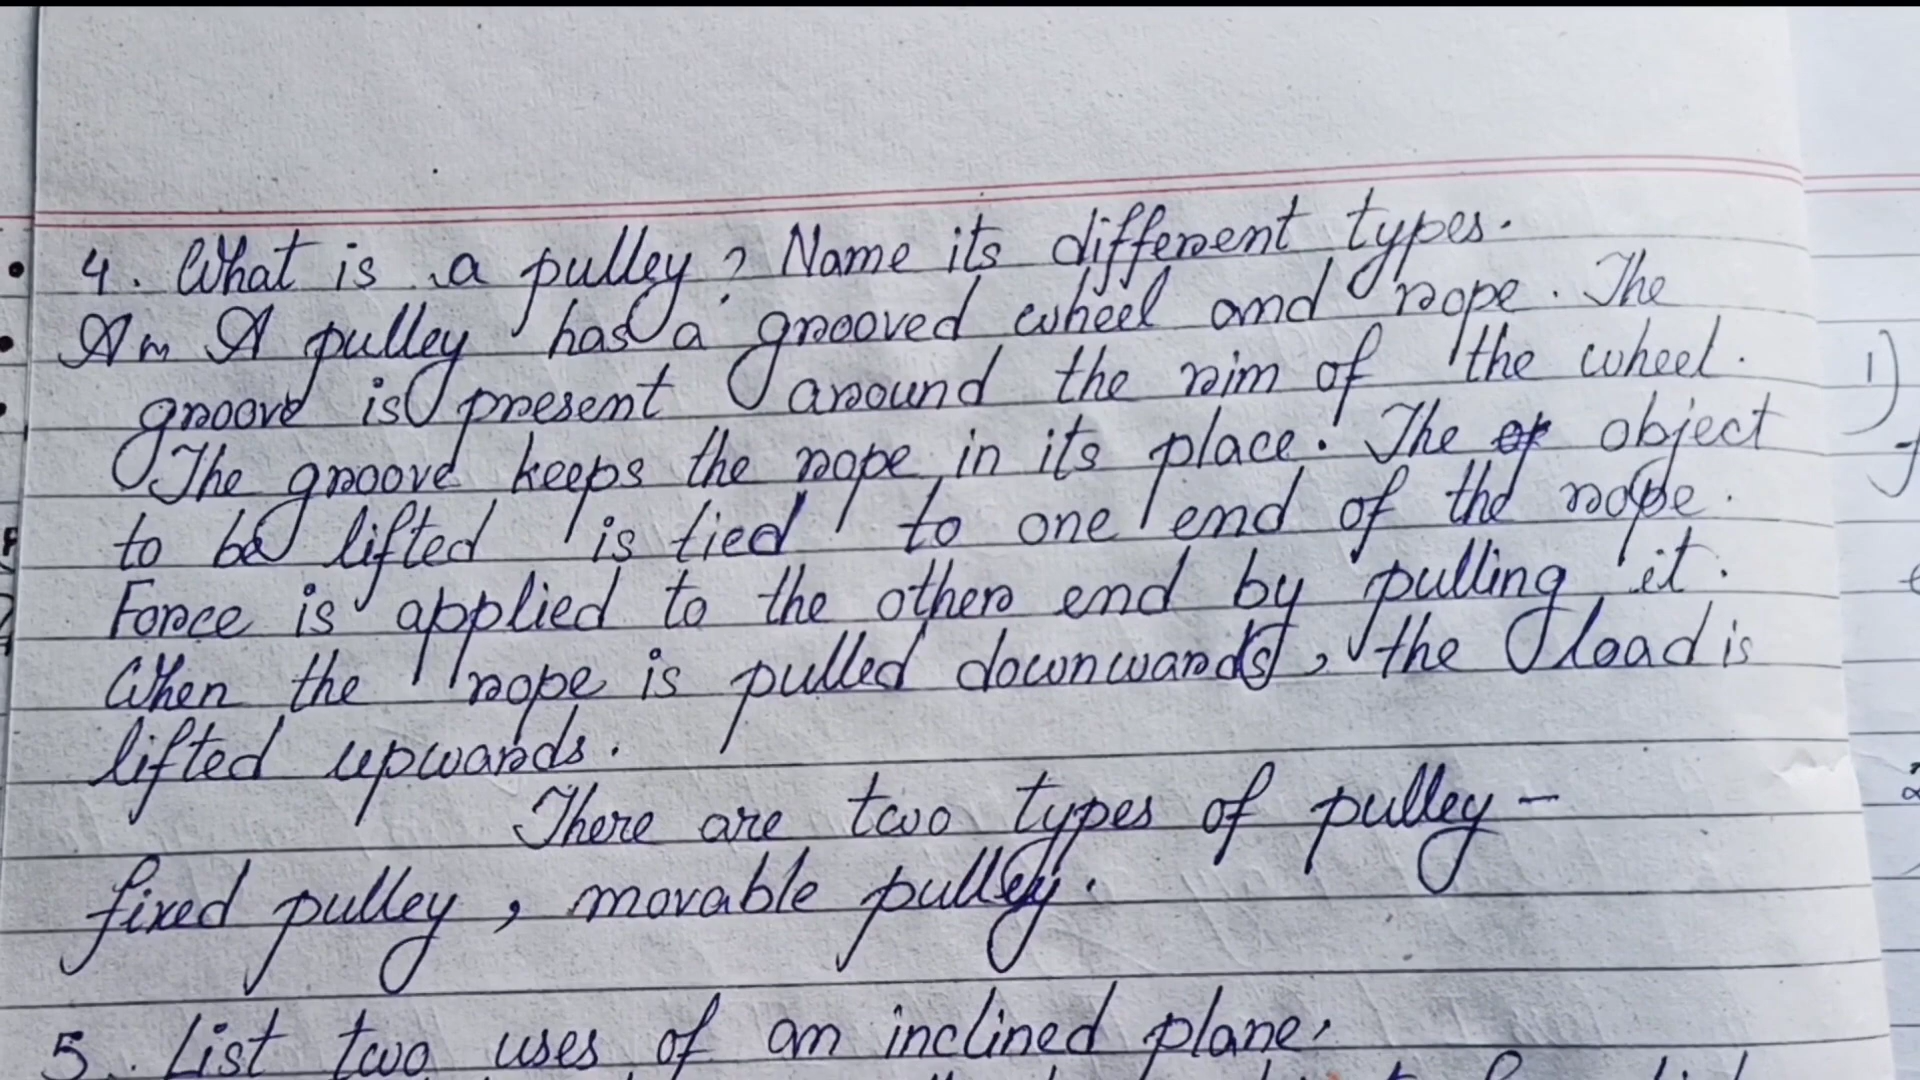 4. What is a pulley? Name its different types.
Ans A pulley has a grooved wheel and rope. The
groove is present around the rim of the wheel.
The groove keeps the rope in its place. The object
to be lifted is tied to one end of the rope.
Force is applied to the other end by pulling it.
When the rope is pulled downwards, the load is
lifted upwards.
There are two types of pulley -
fixed pulley, movable pulley.
5. List two uses of an inclined plane.
1)